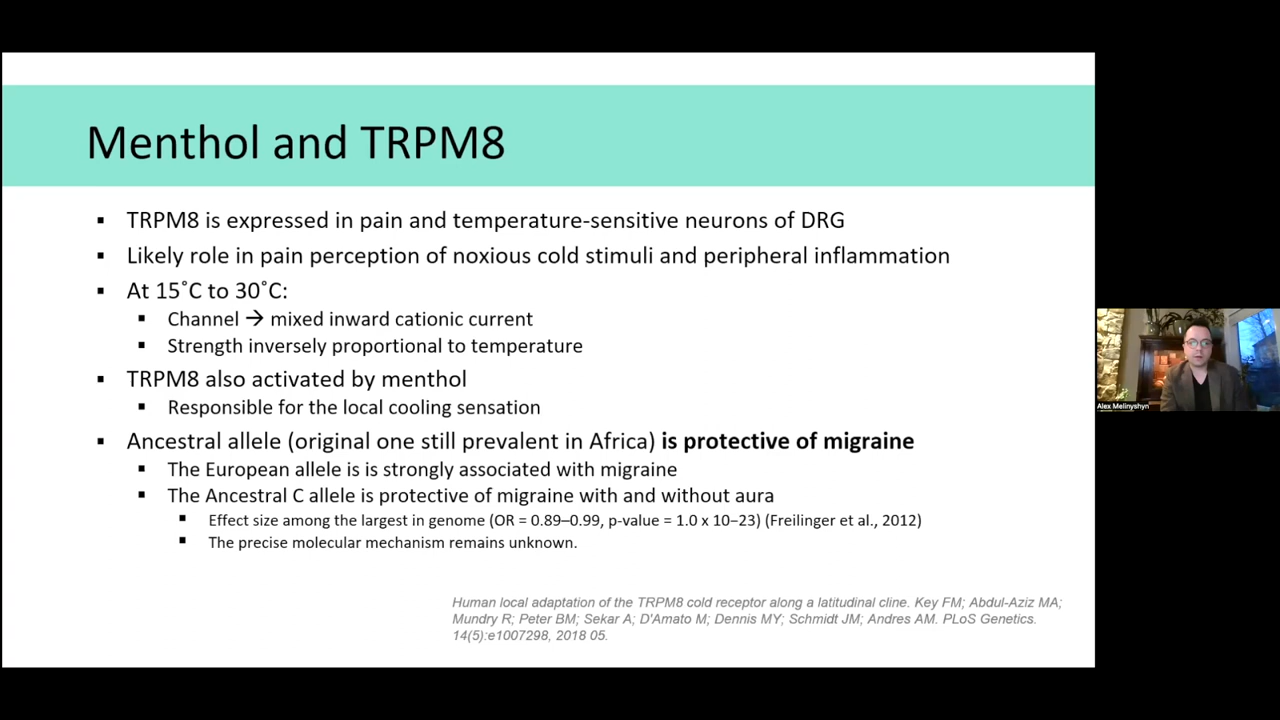 Menthol and TRPM8
▪ TRPM8 is expressed in pain and temperature-sensitive neurons of DRG
▪ Likely role in pain perception of noxious cold stimuli and peripheral inflammation
▪ At 15˚C to 30˚C:
▪ Channel → mixed inward cationic current
▪ Strength inversely proportional to temperature
▪ TRPM8 also activated by menthol
▪ Responsible for the local cooling sensation
▪ Ancestral allele (original one still prevalent in Africa) is protective of migraine
▪ The European allele is is strongly associated with migraine
▪ The Ancestral C allele is protective of migraine with and without aura
▪ Effect size among the largest in genome (OR = 0.89–0.99, p-value = 1.0 x 10−23) (Freilinger et al., 2012)
▪ The precise molecular mechanism remains unknown.
Human local adaptation of the TRPM8 cold receptor along a latitudinal cline. Key FM; Abdul-Aziz MA;
Mundry R; Peter BM; Sekar A; D'Amato M; Dennis MY; Schmidt JM; Andres AM. PLoS Genetics.
14(5):e1007298, 2018 05.
Alex Melinyshyn